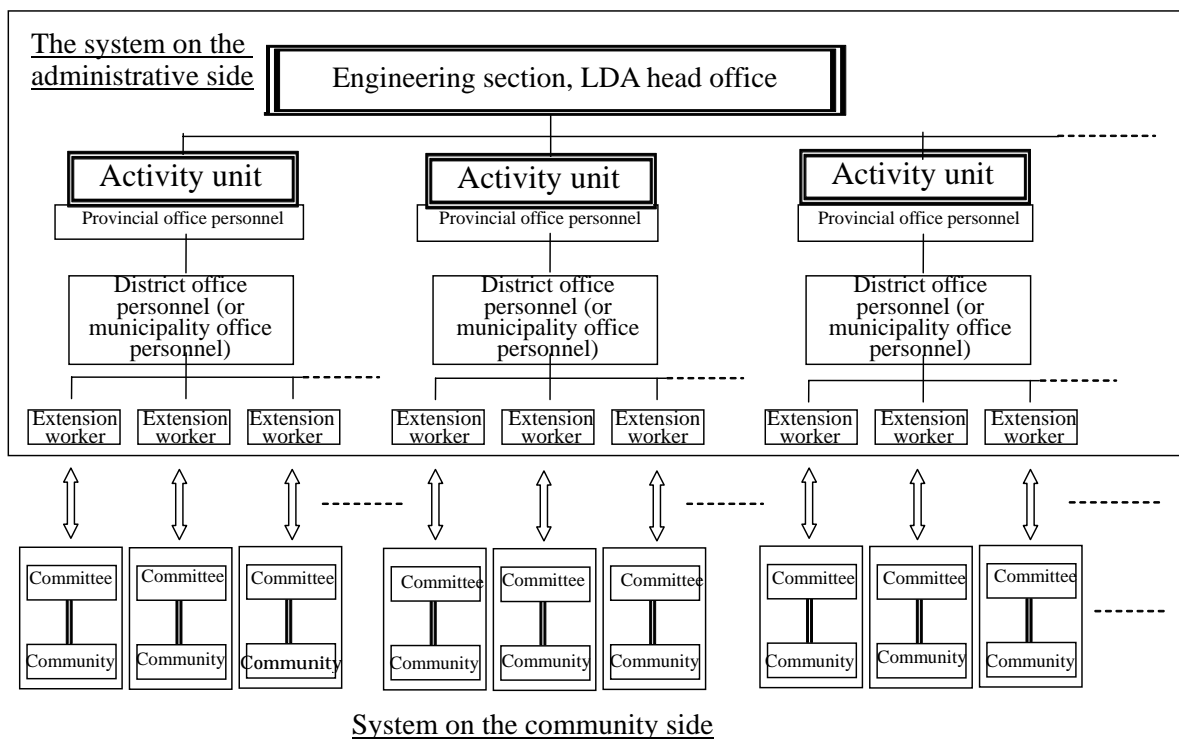 The system on the
administrative side
Engineering section, LDA head office
Activity unit
Activity unit
Activity unit
Provincial office personnel
Provincial office personnel
Provincial office personnel
District office
personnel (or
municipality office
personnel)
District office
personnel (or
municipality office
personnel)
District office
personnel (or
municipality office
personnel)
Extension
worker
Extension
worker
Extension
worker
Extension
worker
Extension
worker
Extension
worker
Extension
worker
Extension
worker
Extension
worker
Committee
Committee
Committee
Committee
Committee
Committee
Committee
Committee
Committee
Community
Community
Community
Community
Community
Community
Community
Community
Community
System on the community side